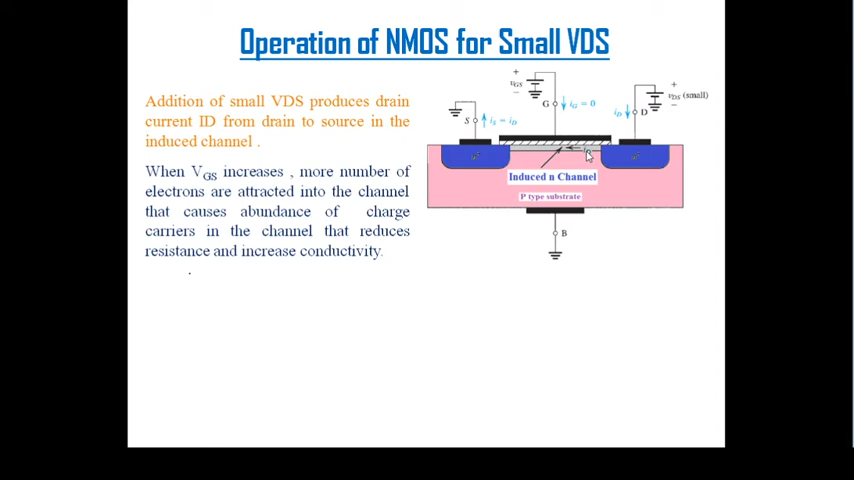 Operation of NMOS for Small VDS
Addition of small VDS produces drain
current ID from drain to source in the
induced channel .
When VGS increases , more number of
electrons are attracted into the channel
that causes abundance of charge
carriers in the channel that reduces
resistance and increase conductivity.
.
+
vGS
−
G
iG = 0
S
iS = iD
iD
D
+
vDS (small)
−
Induced n Channel
P type substrate
B